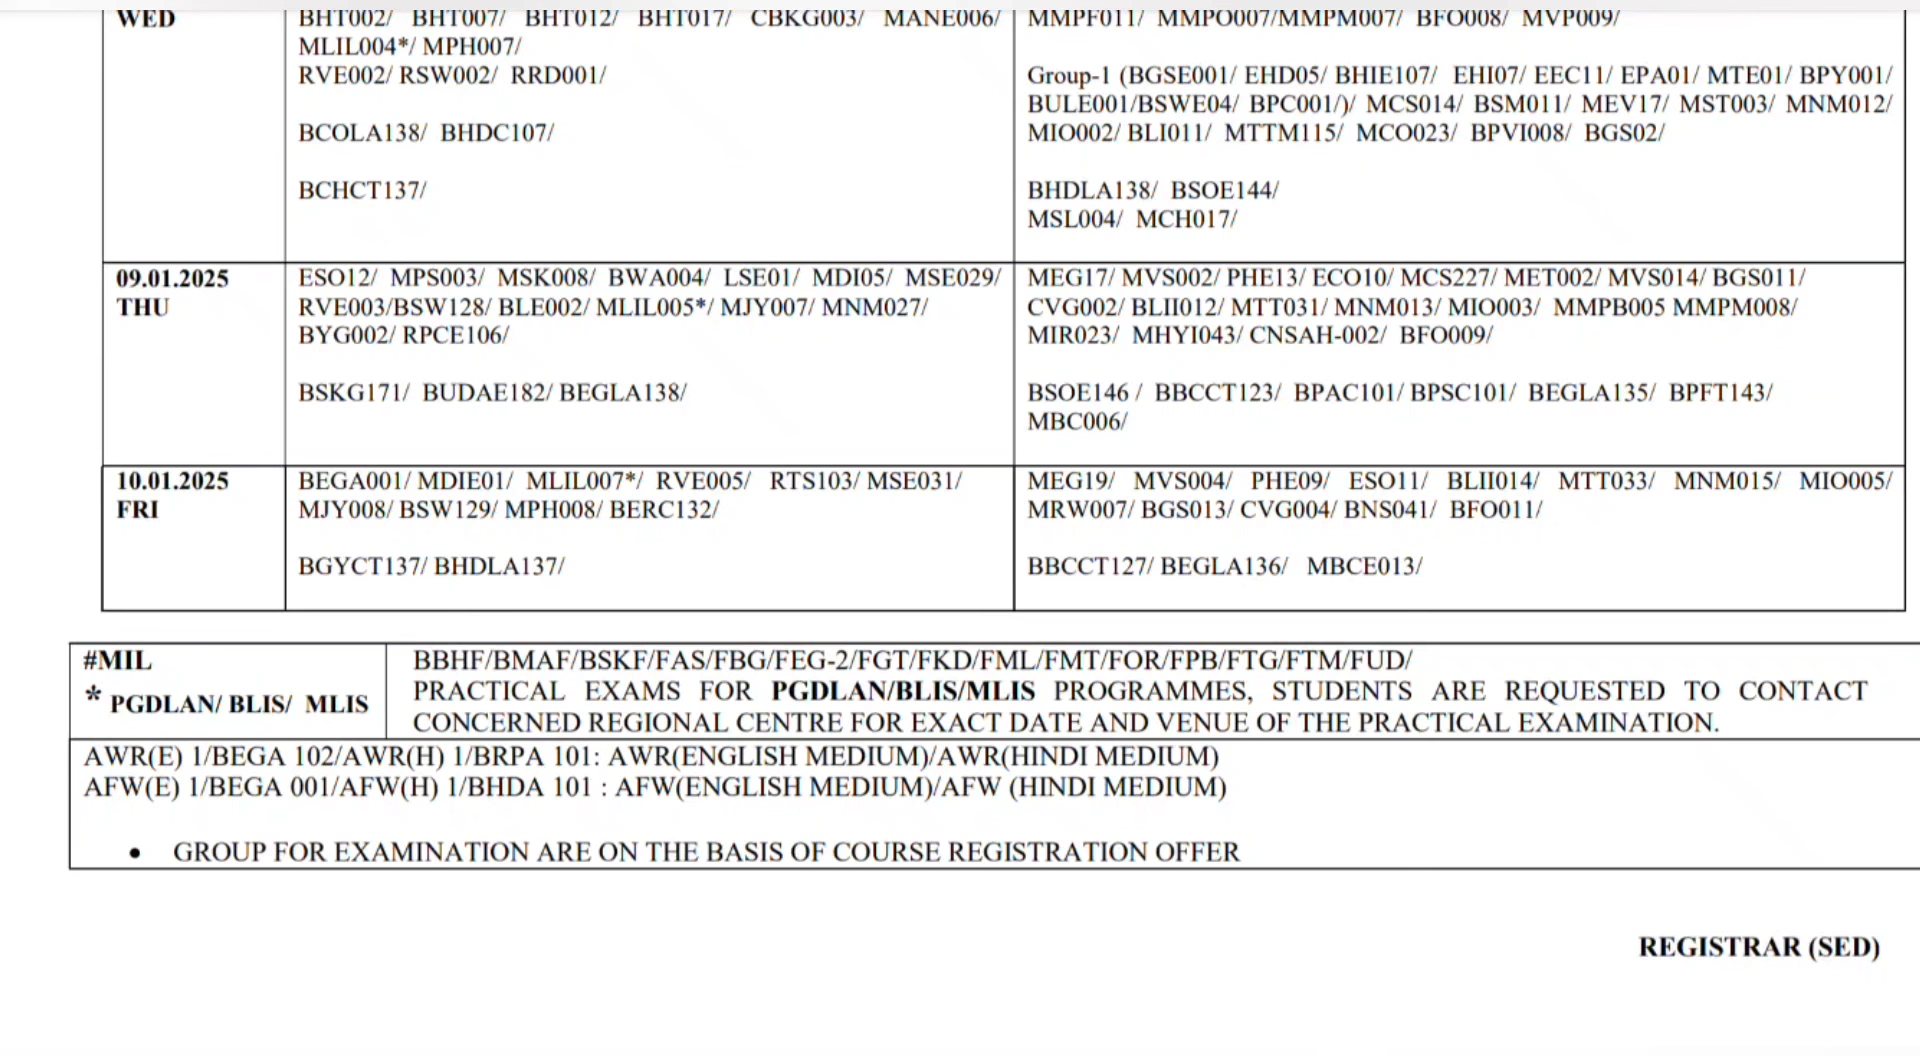 WED
BHT002/ BHT007/ BHT012/ BHT017/ CBKG003/ MANE006/
MLIL004*/ MPH007/
RVE002/ RSW002/ RRD001/
BCOLA138/ BHDC107/
BCHCT137/
MMPF011/ MMPO007/MMPM007/ BFO008/ MVP009/
Group-1 (BGSE001/ EHD05/ BHIE107/ EHI07/ EEC11/ EPA01/ MTE01/ BPY001/
BULE001/BSWE04/ BPC001/)/ MCS014/ BSM011/ MEV17/ MST003/ MNM012/
MIO002/ BLI011/ MTTM115/ MCO023/ BPVI008/ BGS02/
BHDLA138/ BSOE144/
MSL004/ MCH017/
09.01.2025
THU
ESO12/ MPS003/ MSK008/ BWA004/ LSE01/ MDI05/ MSE029/
RVE003/BSW128/ BLE002/ MLIL005*/ MJY007/ MNM027/
BYG002/ RPCE106/
BSKG171/ BUDAE182/ BEGLA138/
MEG17/ MVS002/ PHE13/ ECO10/ MCS227/ MET002/ MVS014/ BGS011/
CVG002/ BLII012/ MTT031/ MNM013/ MIO003/ MMPB005 MMPM008/
MIR023/ MHYI043/ CNSAH-002/ BFO009/
BSOE146 / BBCCT123/ BPAC101/ BPSC101/ BEGLA135/ BPFT143/
MBC006/
10.01.2025
FRI
BEGA001/ MDIE01/ MLIL007*/ RVE005/ RTS103/ MSE031/
MJY008/ BSW129/ MPH008/ BERC132/
BGYCT137/ BHDLA137/
MEG19/ MVS004/ PHE09/ ESO11/ BLII014/ MTT033/ MNM015/ MIO005/
MRW007/ BGS013/ CVG004/ BNS041/ BFO011/
BBCCT127/ BEGLA136/ MBCE013/
#MIL
* PGDLAN/ BLIS/ MLIS
BBHF/BMAF/BSKF/FAS/FBG/FEG-2/FGT/FKD/FML/FMT/FOR/FPB/FTG/FTM/FUD/
PRACTICAL EXAMS FOR PGDLAN/BLIS/MLIS PROGRAMMES, STUDENTS ARE REQUESTED TO CONTACT
CONCERNED REGIONAL CENTRE FOR EXACT DATE AND VENUE OF THE PRACTICAL EXAMINATION.
AWR(E) 1/BEGA 102/AWR(H) 1/BRPA 101: AWR(ENGLISH MEDIUM)/AWR(HINDI MEDIUM)
AFW(E) 1/BEGA 001/AFW(H) 1/BHDA 101 : AFW(ENGLISH MEDIUM)/AFW (HINDI MEDIUM)
• GROUP FOR EXAMINATION ARE ON THE BASIS OF COURSE REGISTRATION OFFER
REGISTRAR (SED)